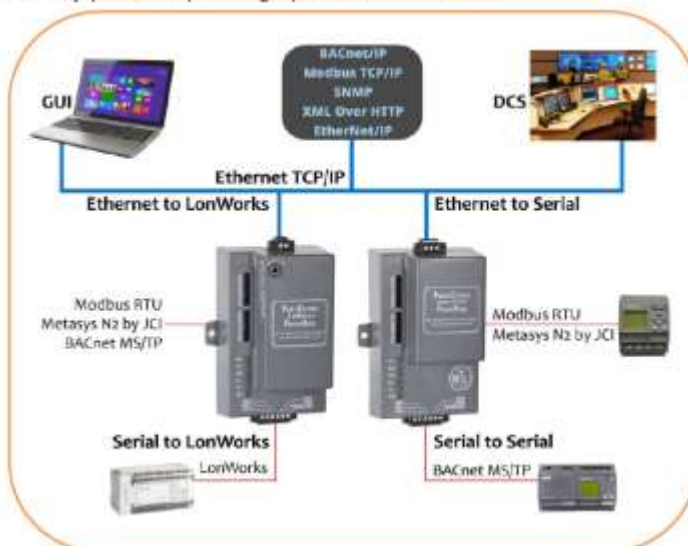 BACnet/IP
Modbus TCP/IP
SNMP
XML Over HTTP
EtherNet/IP
GUI
DCS
Ethernet TCP/IP
Ethernet to LonWorks
Ethernet to Serial
Modbus RTU
Metasys N2 by JCI
BACnet MS/TP
Modbus RTU
Metasys N2 by JCI
Serial to LonWorks
LonWorks
Serial to Serial
BACnet MS/TP